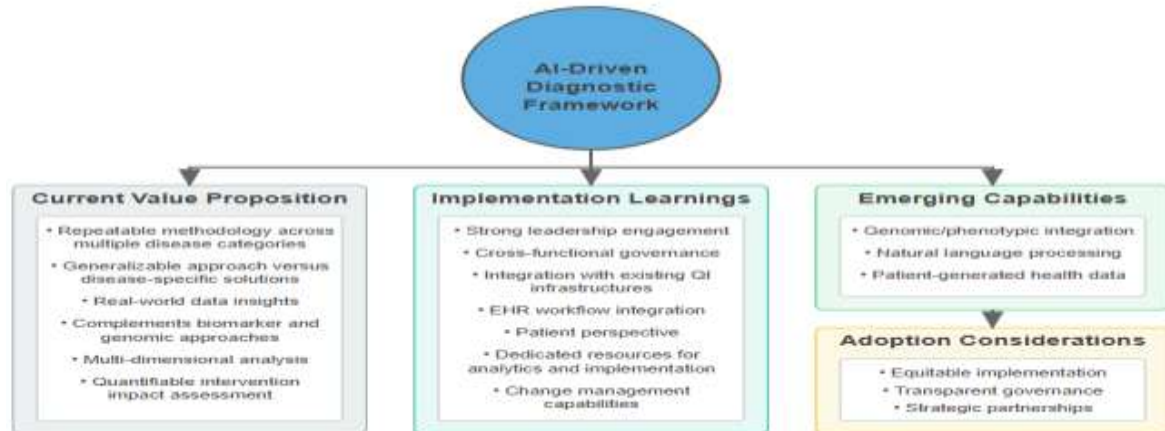 AI-Driven
Diagnostic
Framework
Current Value Proposition
• Repeatable methodology across
multiple disease categories
• Generalizable approach versus
disease-specific solutions
• Real-world data insights
• Complements biomarker and
genomic approaches
• Multi-dimensional analysis
• Quantifiable intervention
impact assessment
Implementation Learnings
• Strong leadership engagement
• Cross-functional governance
• Integration with existing QI
infrastructures
• EHR workflow integration
• Patient perspective
• Dedicated resources for
analytics and implementation
• Change management
capabilities
Emerging Capabilities
• Genomic/phenotypic integration
• Natural language processing
• Patient-generated health data
Adoption Considerations
• Equitable implementation
• Transparent governance
• Strategic partnerships